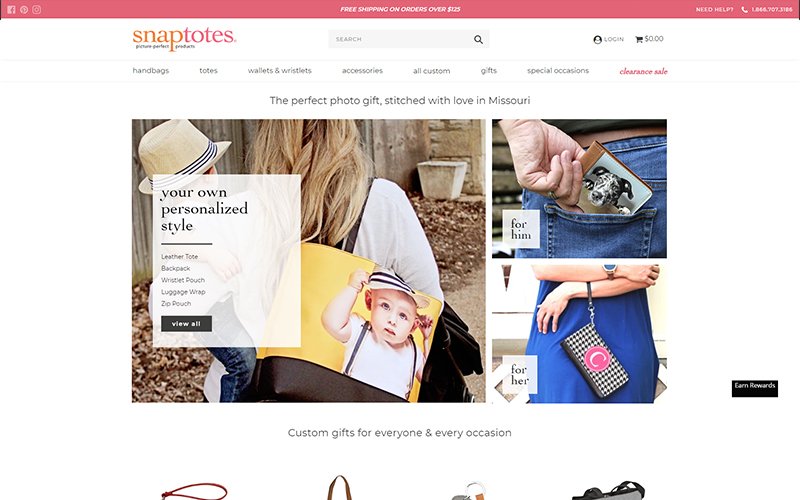 FREE SHIPPING ON ORDERS OVER $125
NEED HELP? 1.866.707.3186
snaptotes
picture-perfect products
SEARCH
LOGIN
$0.00
handbags totes wallets & wristlets accessories all custom gifts special occasions clearance sale
The perfect photo gift, stitched with love in Missouri
your own
personalized
style
Leather Tote
Backpack
Wristlet Pouch
Luggage Wrap
Zip Pouch
view all
for
him
for
her
Earn Rewards
Custom gifts for everyone & every occasion